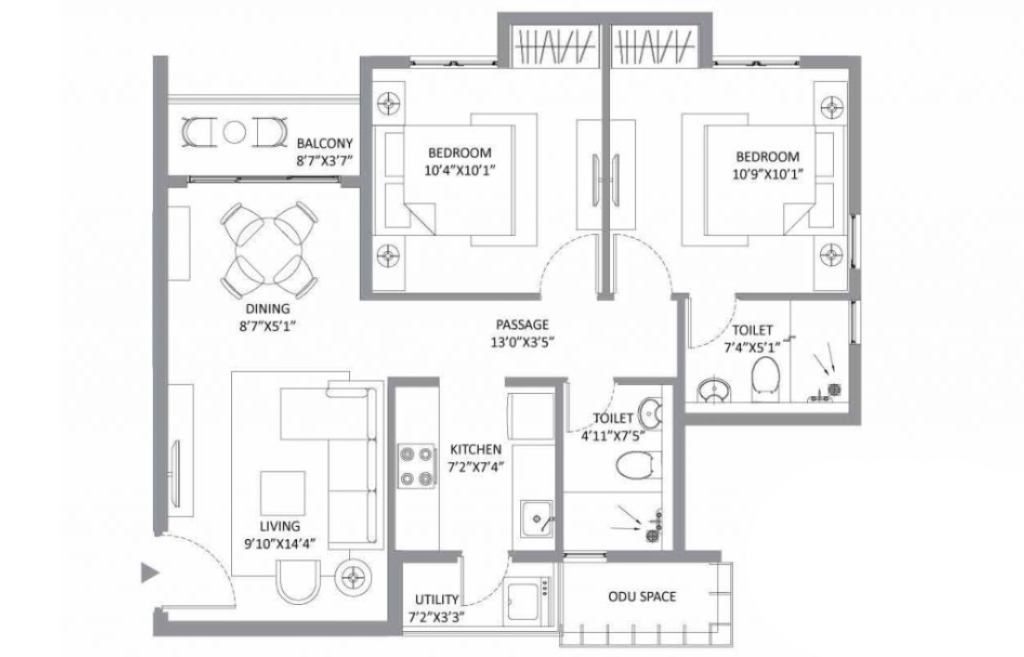 BALCONY
8'7"X3'7"
BEDROOM
10'4"X10'1"
BEDROOM
10'9"X10'1"
DINING
8'7"X5'1"
PASSAGE
13'0"X3'5"
TOILET
7'4"X5'1"
TOILET
4'11"X7'5"
KITCHEN
7'2"X7'4"
LIVING
9'10"X14'4"
UTILITY
7'2"X3'3"
ODU SPACE